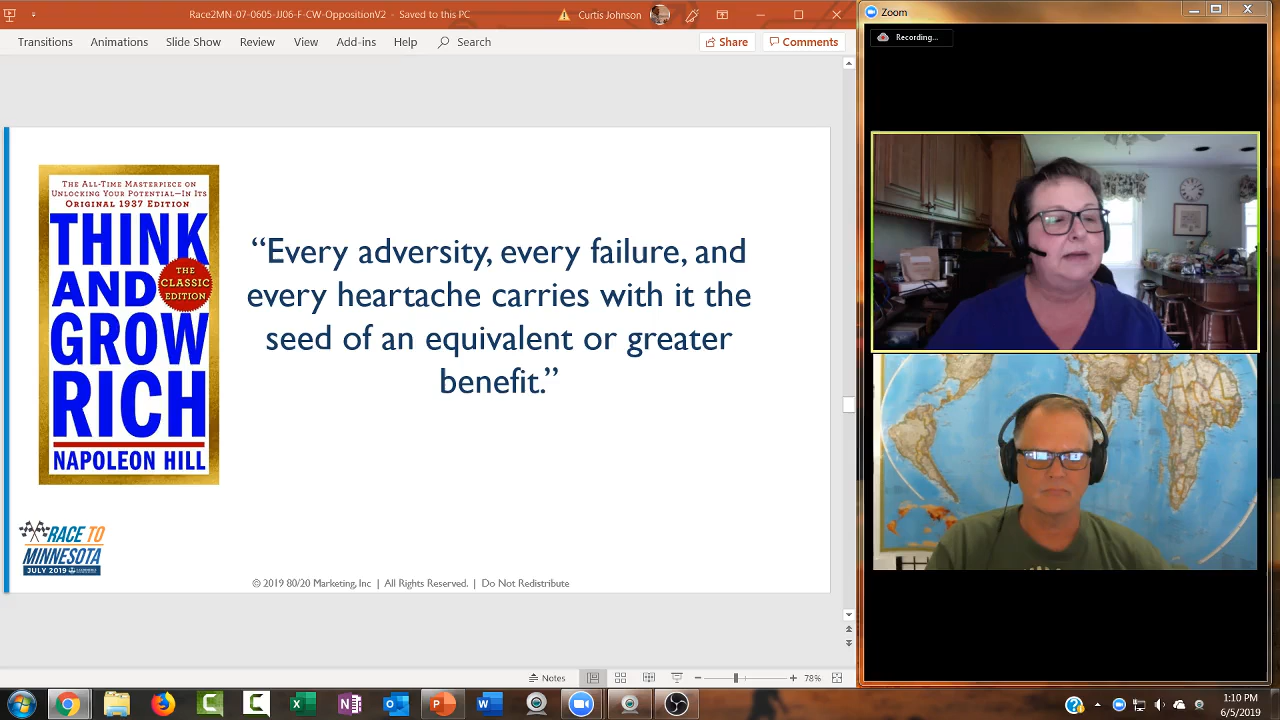 Race2MN-07-0605-JJ06-F-CW-OppositionV2 - Saved to this PC
Curtis Johnson
Transitions Animations Slide Show Review View Add-ins Help Search Share Comments
THE ALL-TIME MASTERPIECE ON
UNLOCKING YOUR POTENTIAL—IN ITS
ORIGINAL 1937 EDITION
THINK
AND
GROW
RICH
THE
CLASSIC
EDITION
NAPOLEON HILL
“Every adversity, every failure, and
every heartache carries with it the
seed of an equivalent or greater
benefit.”
RACE TO
MINNESOTA
JULY 2019
© 2019 80/20 Marketing, Inc | All Rights Reserved. | Do Not Redistribute
Notes
78%
Zoom
Recording...
1:10 PM
6/5/2019